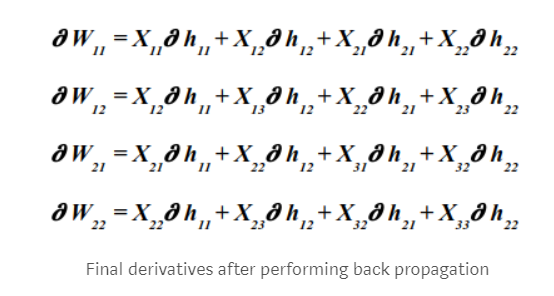 ∂W₁₁ = X₁₁∂h₁₁ + X₁₂∂h₁₂ + X₂₁∂h₂₁ + X₂₂∂h₂₂
∂W₁₂ = X₁₂∂h₁₁ + X₁₃∂h₁₂ + X₂₂∂h₂₁ + X₂₃∂h₂₂
∂W₂₁ = X₂₁∂h₁₁ + X₂₂∂h₁₂ + X₃₁∂h₂₁ + X₃₂∂h₂₂
∂W₂₂ = X₂₂∂h₁₁ + X₂₃∂h₁₂ + X₃₂∂h₂₁ + X₃₃∂h₂₂
Final derivatives after performing back propagation